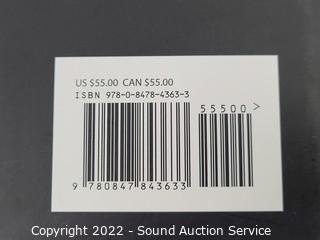 US $55.00 CAN $55.00
ISBN 978-0-8478-4363-3
55500 >
9 780847 843633
Copyright 2022 - Sound Auction Service